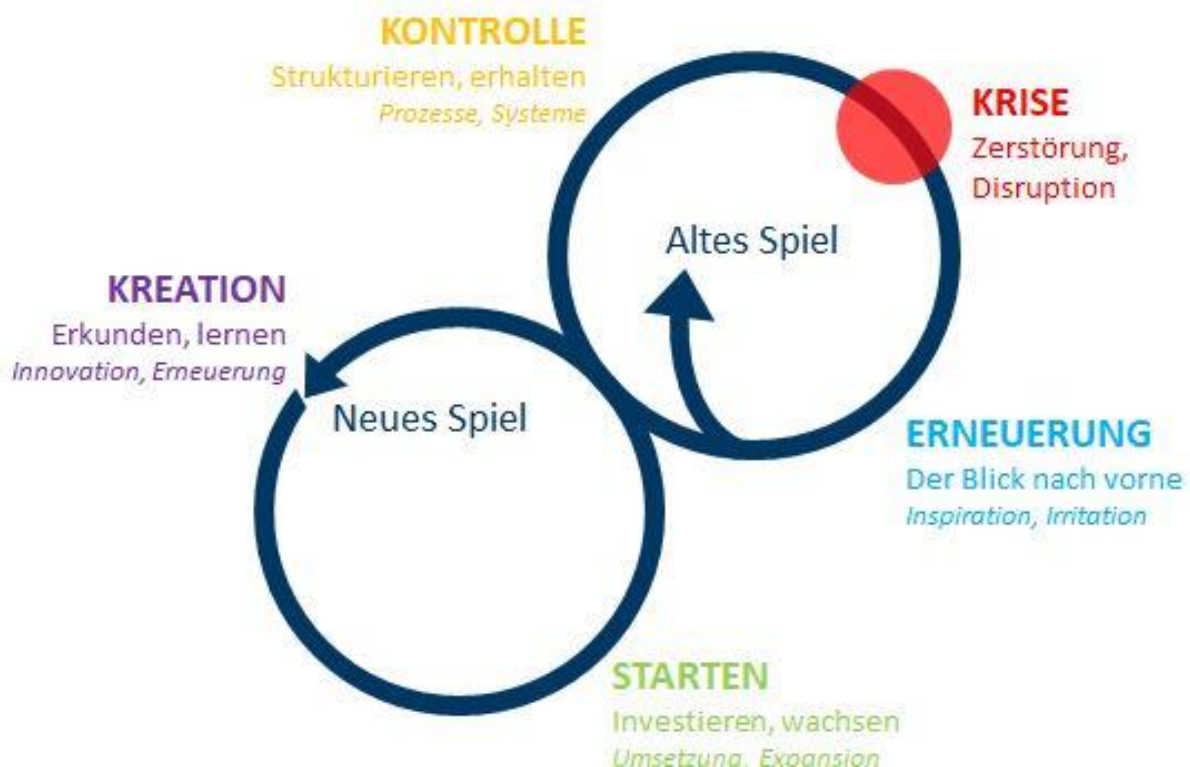 KONTROLLE
Strukturieren, erhalten
Prozesse, Systeme
KRISE
Zerstörung,
Disruption
Altes Spiel
KREATION
Erkunden, lernen
Innovation, Erneuerung
Neues Spiel
ERNEUERUNG
Der Blick nach vorne
Inspiration, Irritation
STARTEN
Investieren, wachsen
Umsetzung, Expansion